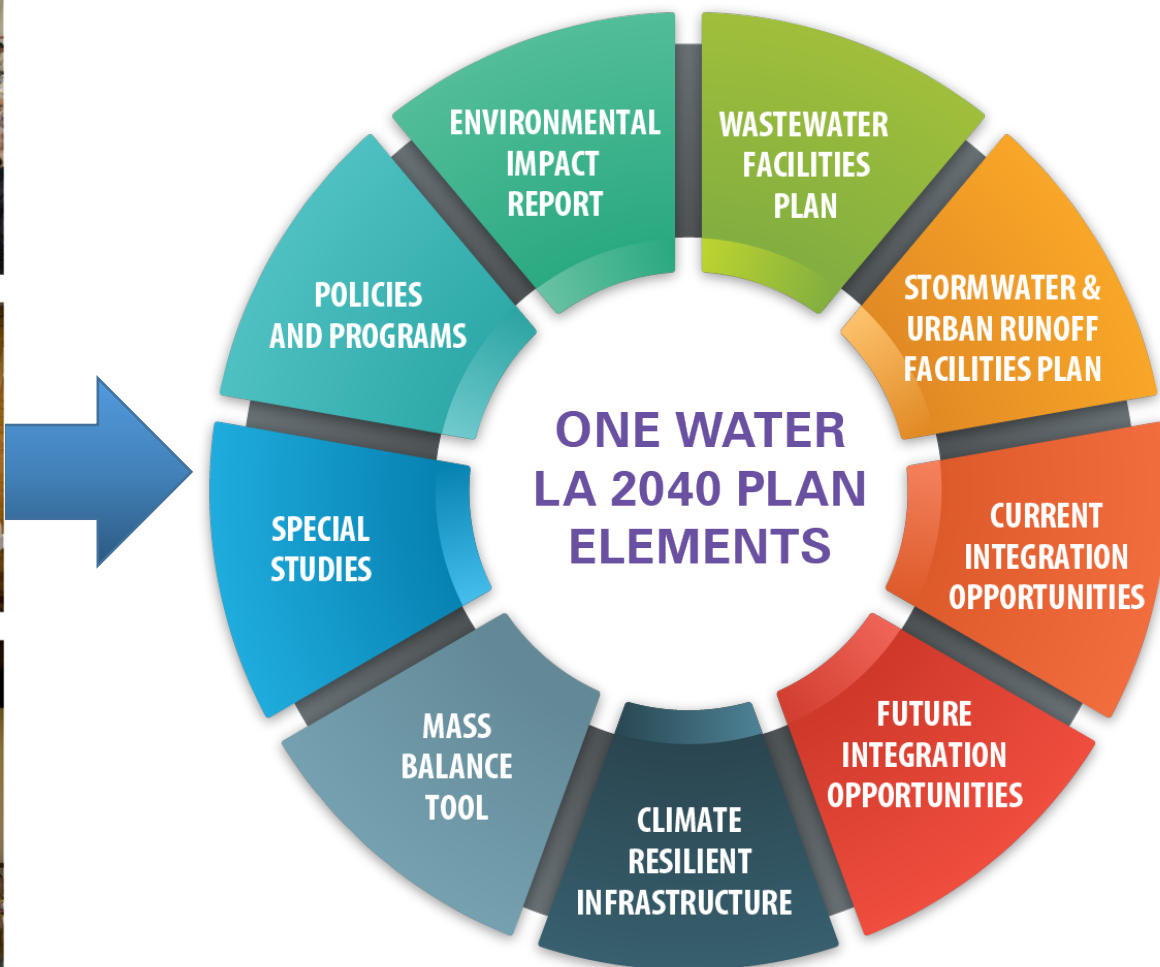 ENVIRONMENTAL
IMPACT
REPORT
WASTEWATER
FACILITIES
PLAN
STORMWATER &
URBAN RUNOFF
FACILITIES PLAN
CURRENT
INTEGRATION
OPPORTUNITIES
FUTURE
INTEGRATION
OPPORTUNITIES
CLIMATE
RESILIENT
INFRASTRUCTURE
MASS
BALANCE
TOOL
SPECIAL
STUDIES
POLICIES
AND PROGRAMS
ONE WATER
LA 2040 PLAN
ELEMENTS